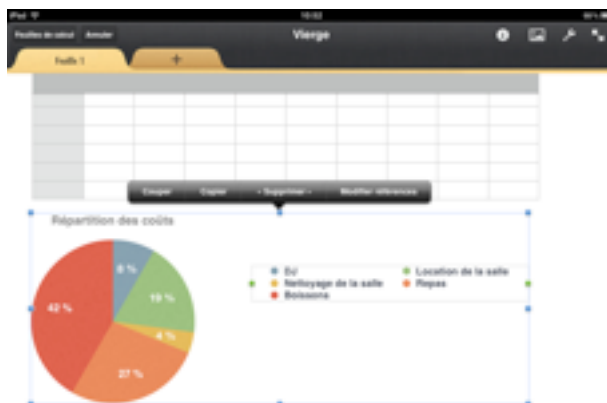 iPad 10:52
Feuilles de calcul Annuler Vierge
Feuille 1 +
Couper Copier Supprimer Modifier références
Répartition des coûts
8 %
19 %
4 %
27 %
42 %
DJ Location de la salle
Nettoyage de la salle Repas
Boissons